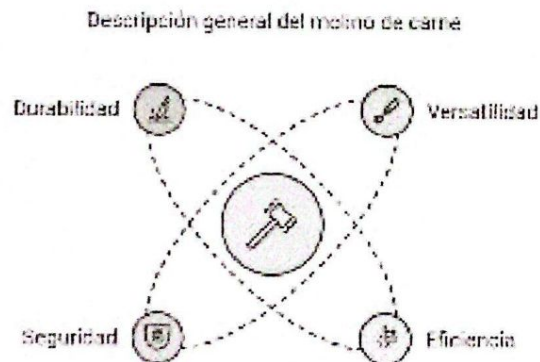 Descripción general del molino de carne
Durabilidad
Versatilidad
Seguridad
Eficiencia